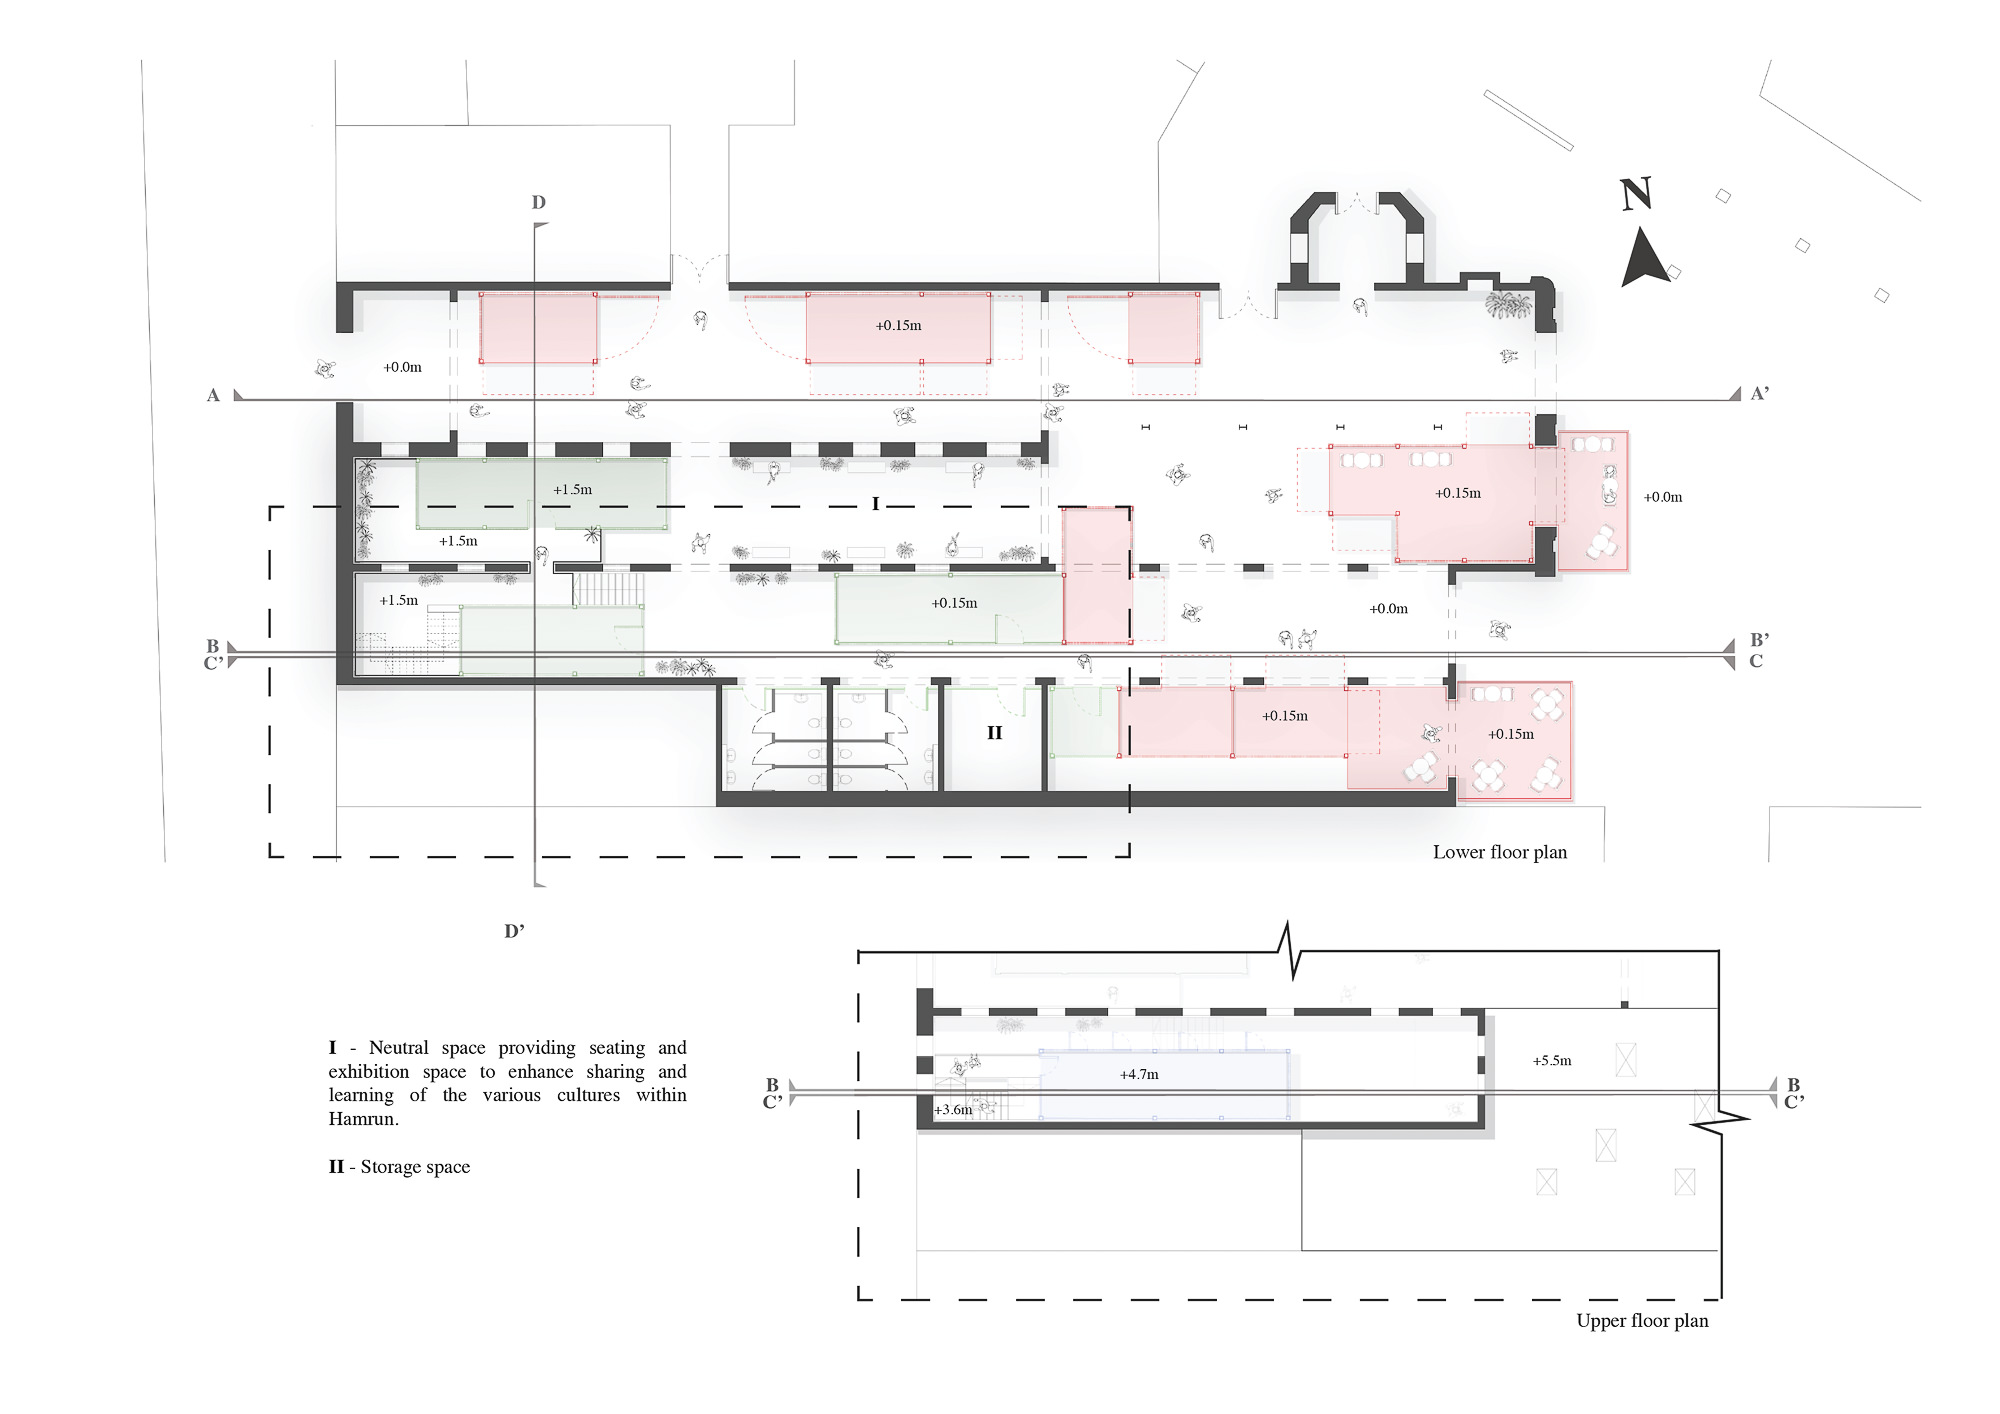 N
D
+0.15m
+0.0m
A
A’
+1.5m
+0.15m
+0.0m
I
+1.5m
+1.5m
+0.15m
+0.0m
B
B’
C’
C
+0.15m
II
+0.15m
Lower floor plan
D’
I - Neutral space providing seating and
exhibition space to enhance sharing and
learning of the various cultures within
Hamrun.
II - Storage space
+5.5m
+4.7m
B
B
C’
C’
+3.6m
Upper floor plan